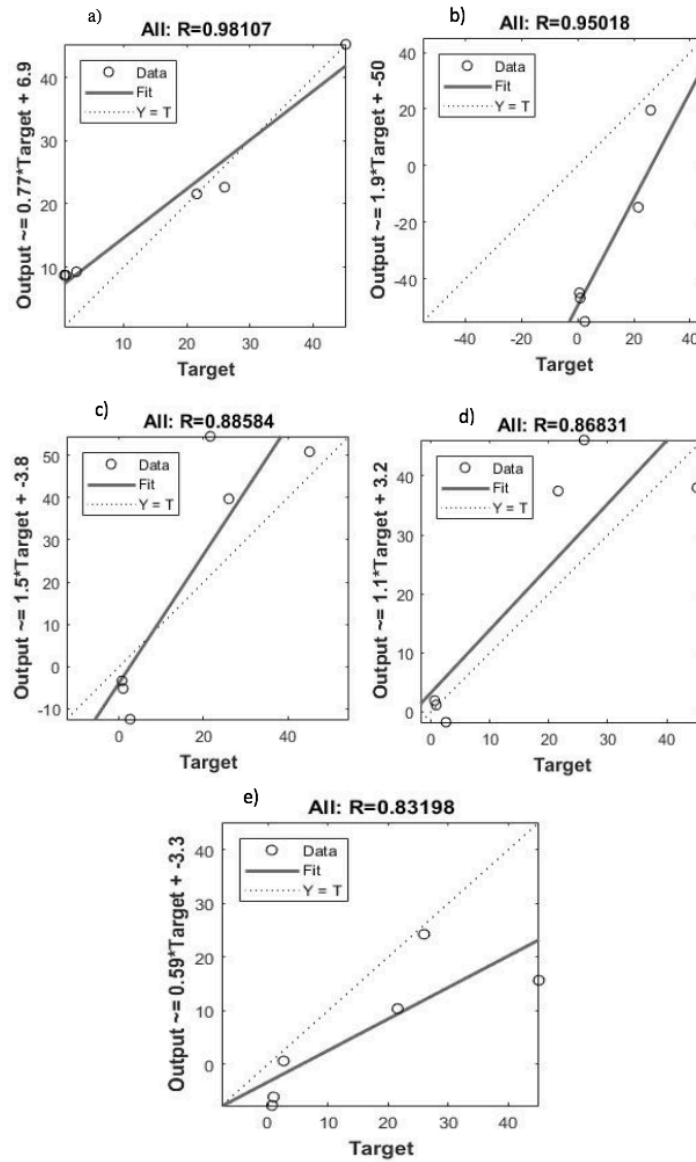 a)
All: R=0.98107
Output ~= 0.77*Target + 6.9
40
30
20
10
Data
Fit
Y = T
10
20
30
40
Target
b)
All: R=0.95018
Output ~= 1.9*Target + -50
40
20
0
-20
-40
Data
Fit
Y = T
-40
-20
0
20
40
Target
c)
All: R=0.88584
Output ~= 1.5*Target + -3.8
50
40
30
20
10
0
-10
Data
Fit
Y = T
0
20
40
Target
d)
All: R=0.86831
Output ~= 1.1*Target + 3.2
40
30
20
10
0
Data
Fit
Y = T
0
10
20
30
40
Target
e)
All: R=0.83198
Output ~= 0.59*Target + -3.3
40
30
20
10
0
Data
Fit
Y = T
0
10
20
30
40
Target